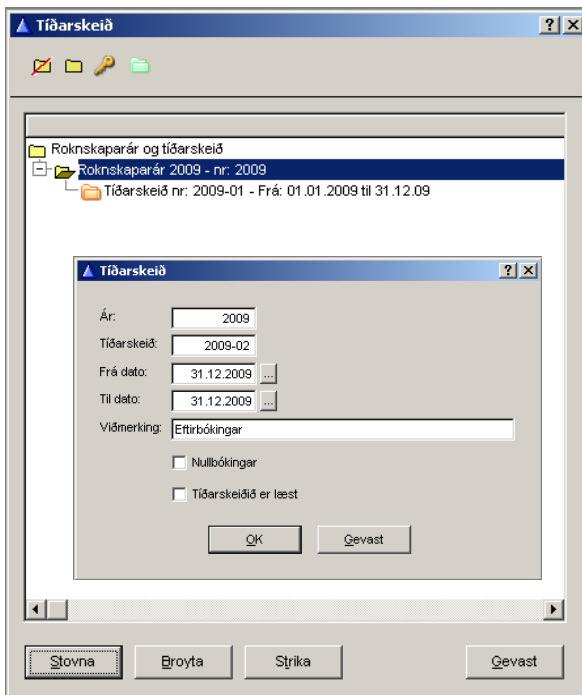 Tíðarskeið
Roknskaparár og tíðarskeið
Roknskaparár 2009 - nr: 2009
Tíðarskeið nr: 2009-01 - Frá: 01.01.2009 til 31.12.09
Tíðarskeið
Ár: 2009
Tíðarskeið: 2009-02
Frá dato: 31.12.2009 ...
Til dato: 31.12.2009 ...
Viðmerking: Eftirbókingar
Nullbókingar
Tíðarskeiðið er læst
OK Gevast
Stovna Broyta Strika Gevast